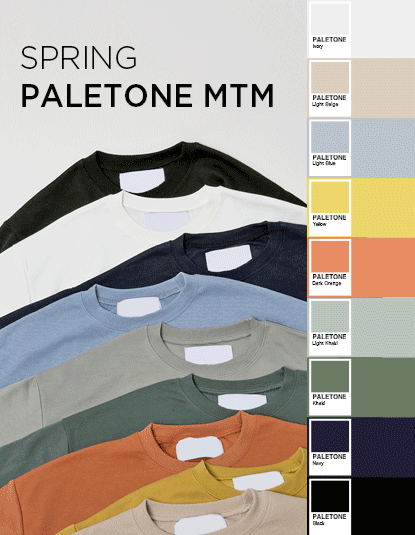 SPRING
PALETONE MTM
PALETONE
Ivory
PALETONE
Light Beige
PALETONE
Light Blue
PALETONE
Yellow
PALETONE
Dark Orange
PALETONE
Light Khaki
PALETONE
Khaki
PALETONE
Navy
PALETONE
Black